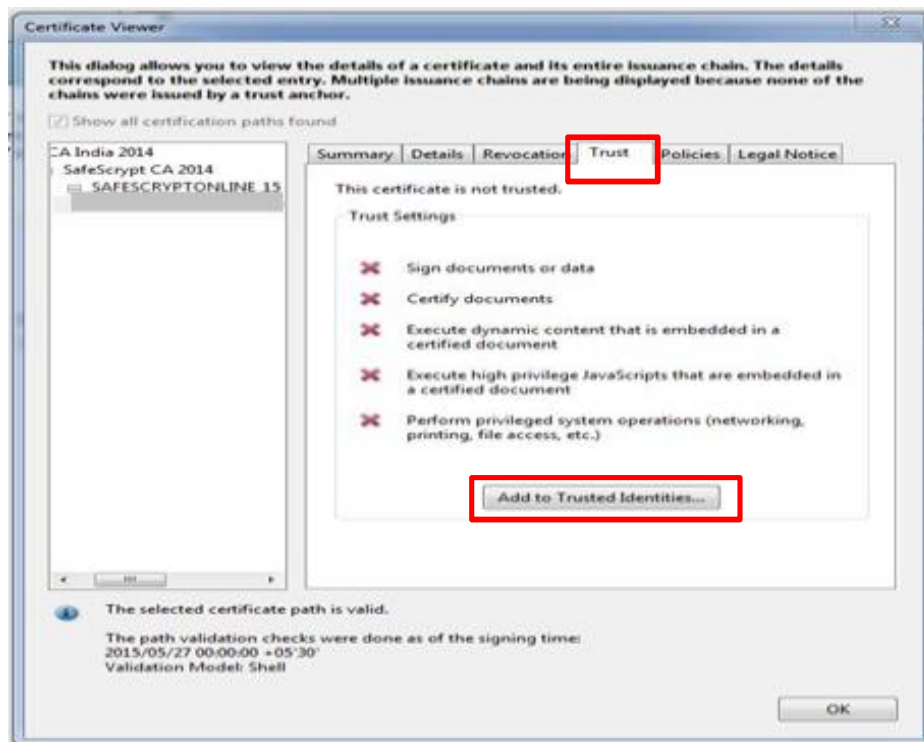 Certificate Viewer
This dialog allows you to view the details of a certificate and its entire issuance chain. The details
correspond to the selected entry. Multiple issuance chains are being displayed because none of the
chains were issued by a trust anchor.
Show all certification paths found
CA India 2014
SafeScrypt CA 2014
SAFESCRYPTONLINE 15
Summary Details Revocation Trust Policies Legal Notice
This certificate is not trusted.
Trust Settings
Sign documents or data
Certify documents
Execute dynamic content that is embedded in a
certified document
Execute high privilege JavaScripts that are embedded in
a certified document
Perform privileged system operations (networking,
printing, file access, etc.)
Add to Trusted Identities...
The selected certificate path is valid.
The path validation checks were done as of the signing time:
2015/05/27 00:00:00 +05'30'
Validation Model: Shell
OK